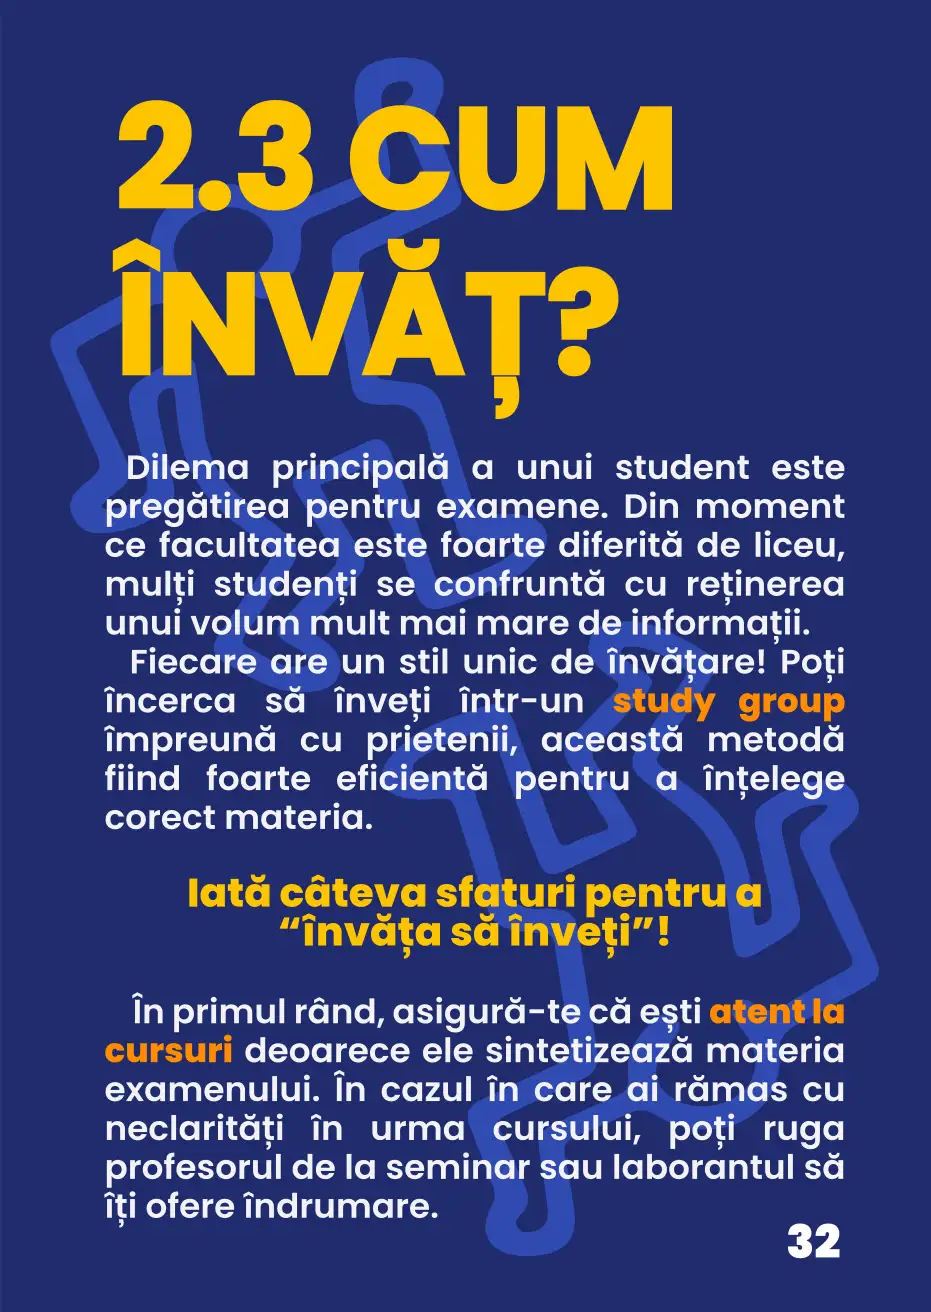 2.3 CUM
ÎNVĂȚ?
Dilema principală a unui student este
pregătirea pentru examene. Din moment
ce facultatea este foarte diferită de liceu,
mulți studenți se confruntă cu reținerea
unui volum mult mai mare de informații.
Fiecare are un stil unic de învățare! Poți
încerca să înveți într-un study group
împreună cu prietenii, această metodă
fiind foarte eficientă pentru a înțelege
corect materia.
Iată câteva sfaturi pentru a
“învăța să înveți”!
În primul rând, asigură-te că ești atent la
cursuri deoarece ele sintetizează materia
examenului. În cazul în care ai rămas cu
neclarități în urma cursului, poți ruga
profesorul de la seminar sau laborantul să
îți ofere îndrumare.
32